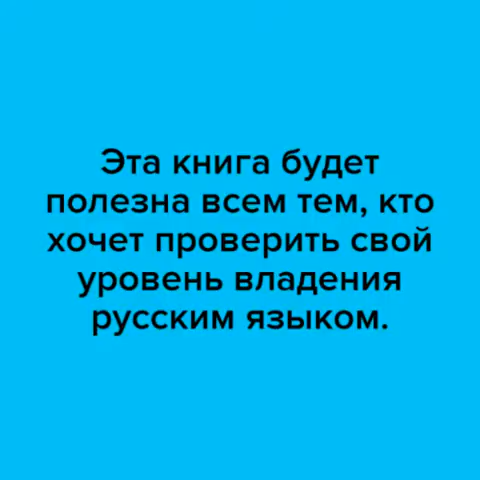 Эта книга будет
полезна всем тем, кто
хочет проверить свой
уровень владения
русским языком.